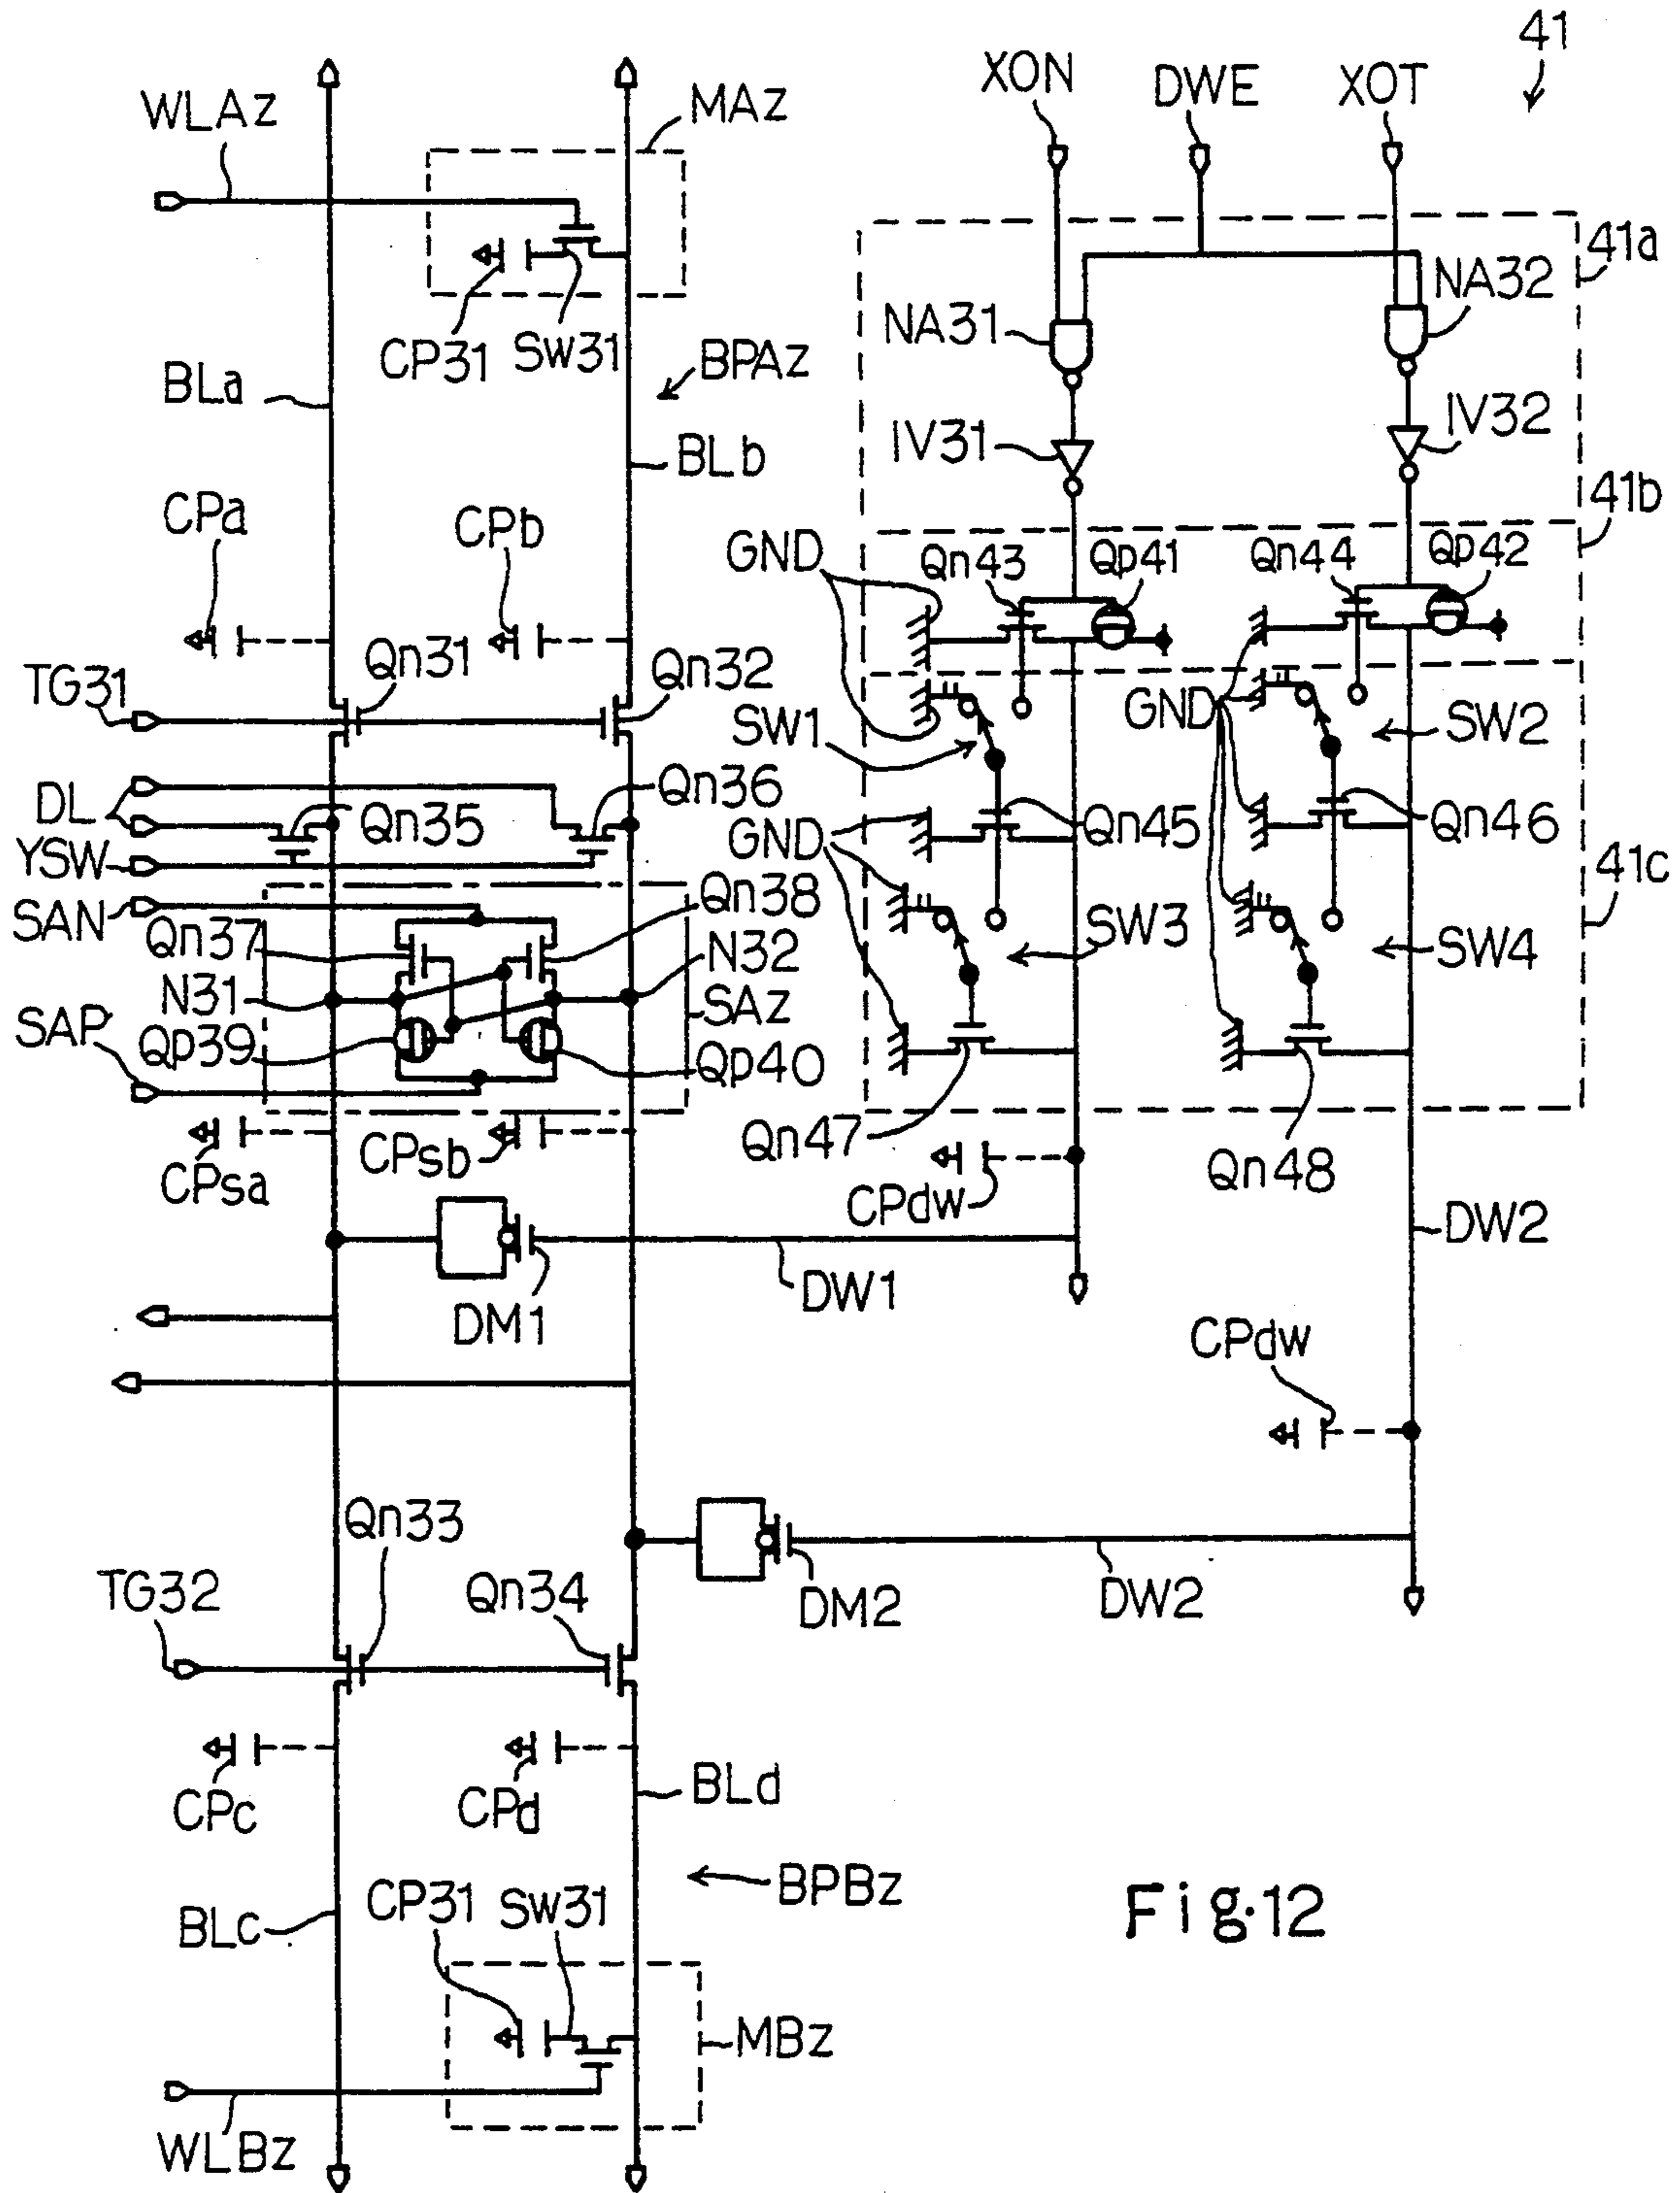 41
XON DWE XOT
WLAz MAz
41a
NA31 NA32
CP31 SW31
BPAz
BLa
IV31 IV32
BLb
41b
CPa CPb
GND Qn43 Qp41 Qn44 Qp42
Qn31 Qn32
TG31
SW1 GND SW2
DL Qn35 Qn36
GND Qn45 Qn46
YSW
41c
SAN Qn37 Qn38
SW3 SW4
N31 N32
SAz
SAP Qp39 Qp40
Qn47 Qn48
CPsa CPsb
CPdw
DW2
DM1 DW1
CPdw
Qn33
TG32 Qn34
DM2 DW2
CPc CPd BLd
BPBz
CP31 SW31
BLc
Fig.12
MBz
WLBz